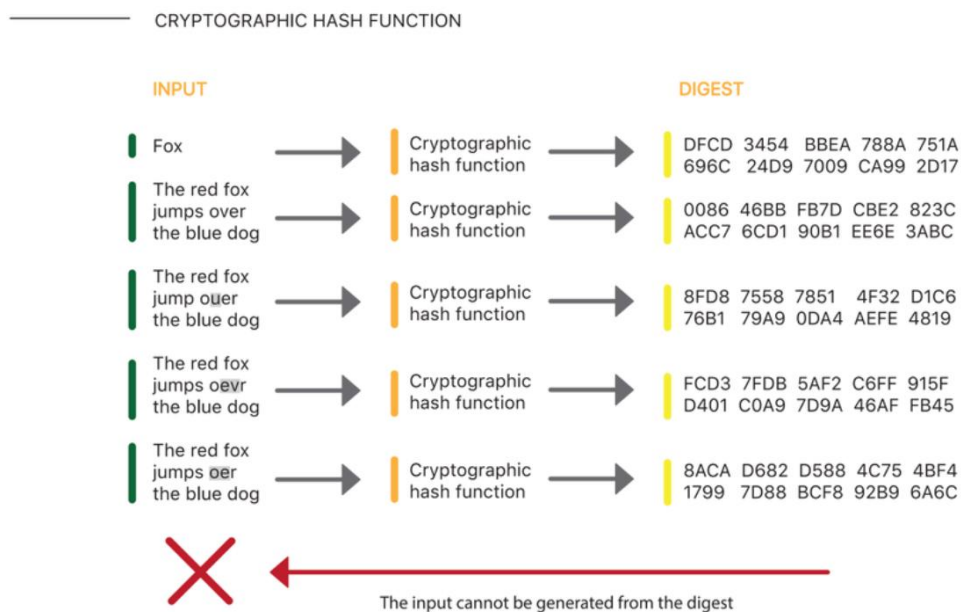 CRYPTOGRAPHIC HASH FUNCTION
INPUT
DIGEST
Fox
Cryptographic
hash function
DFCD 3454 BBEA 788A 751A
696C 24D9 7009 CA99 2D17
The red fox
jumps over
the blue dog
Cryptographic
hash function
0086 46BB FB7D CBE2 823C
ACC7 6CD1 90B1 EE6E 3ABC
The red fox
jump ouer
the blue dog
Cryptographic
hash function
8FD8 7558 7851 4F32 D1C6
76B1 79A9 0DA4 AEFE 4819
The red fox
jumps oevr
the blue dog
Cryptographic
hash function
FCD3 7FDB 5AF2 C6FF 915F
D401 C0A9 7D9A 46AF FB45
The red fox
jumps oer
the blue dog
Cryptographic
hash function
8ACA D682 D588 4C75 4BF4
1799 7D88 BCF8 92B9 6A6C
The input cannot be generated from the digest